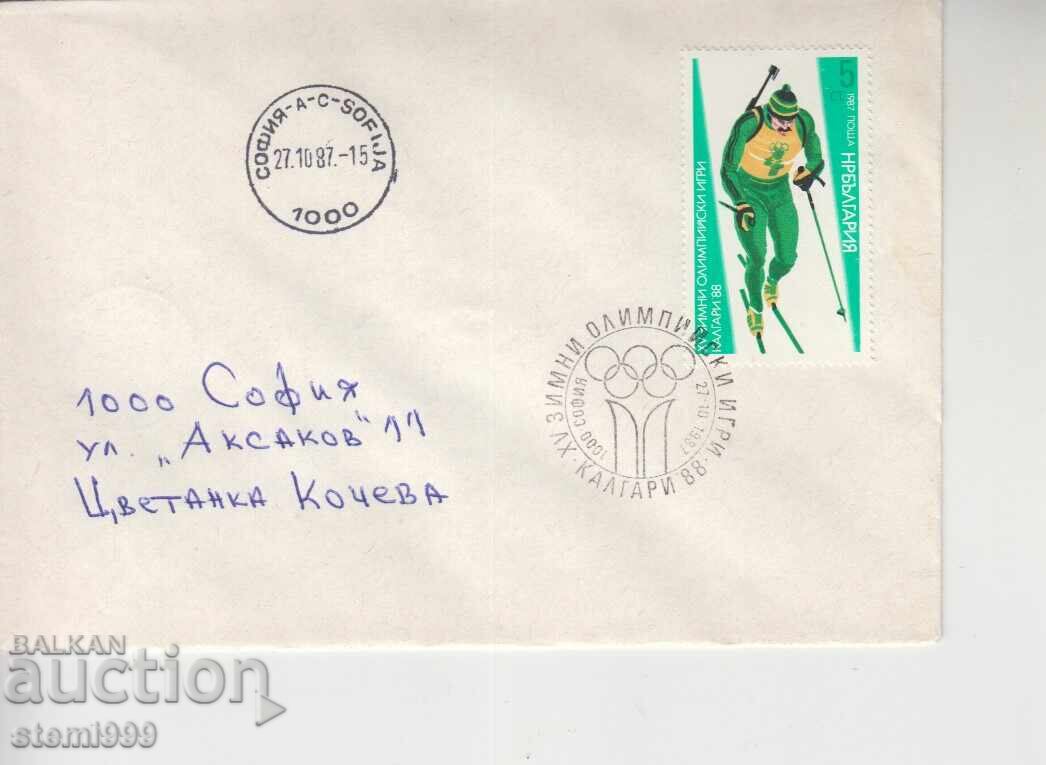 СОФИЯ-А-С-SOFIJA
27.10.87.-15
1000
5
1987 ПОЩА
НРБЪЛГАРИЯ
XV ЗИМНИ ОЛИМПИЙСКИ ИГРИ
КАЛГАРИ 88
XV ЗИМНИ ОЛИМПИЙСКИ ИГРИ · КАЛГАРИ 88 ·
1000 СОФИЯ
27·10·1987
1000 София
ул. „Аксаков" 11
Цветанка Кочева
BALKAN
auction
stemi999